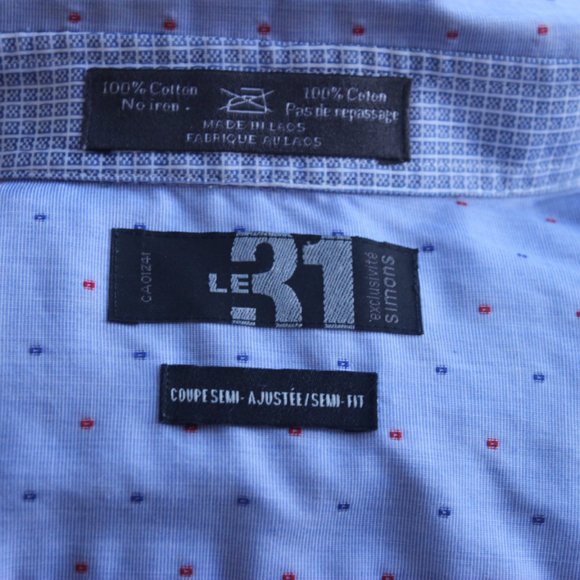 100% Cotton
No iron.
100% Coton
Pas de repassage
MADE IN LAOS
FABRIQUE AU LAOS
CA01241
LE 31
exclusivité
simons
COUPE SEMI-AJUSTÉE/SEMI-FIT